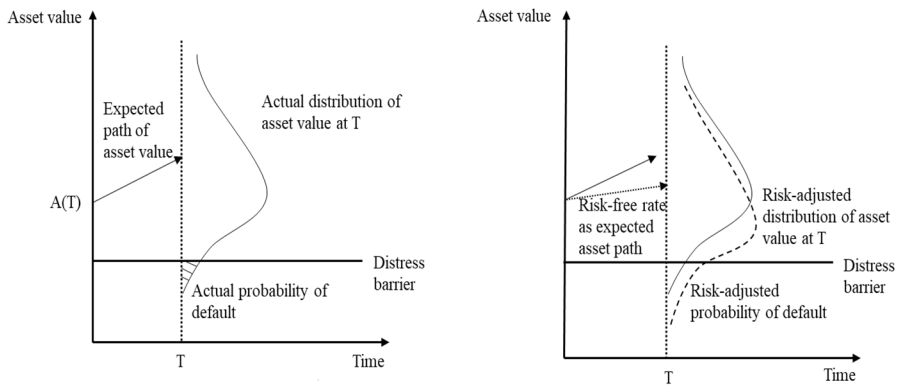 Asset value
Expected
path of
asset value
Actual distribution of
asset value at T
A(T)
Distress
barrier
Actual probability of
default
T
Time
Asset value
Risk-free rate
as expected
asset path
Risk-adjusted
distribution of asset
value at T
Distress
barrier
Risk-adjusted
probability of default
T
Time